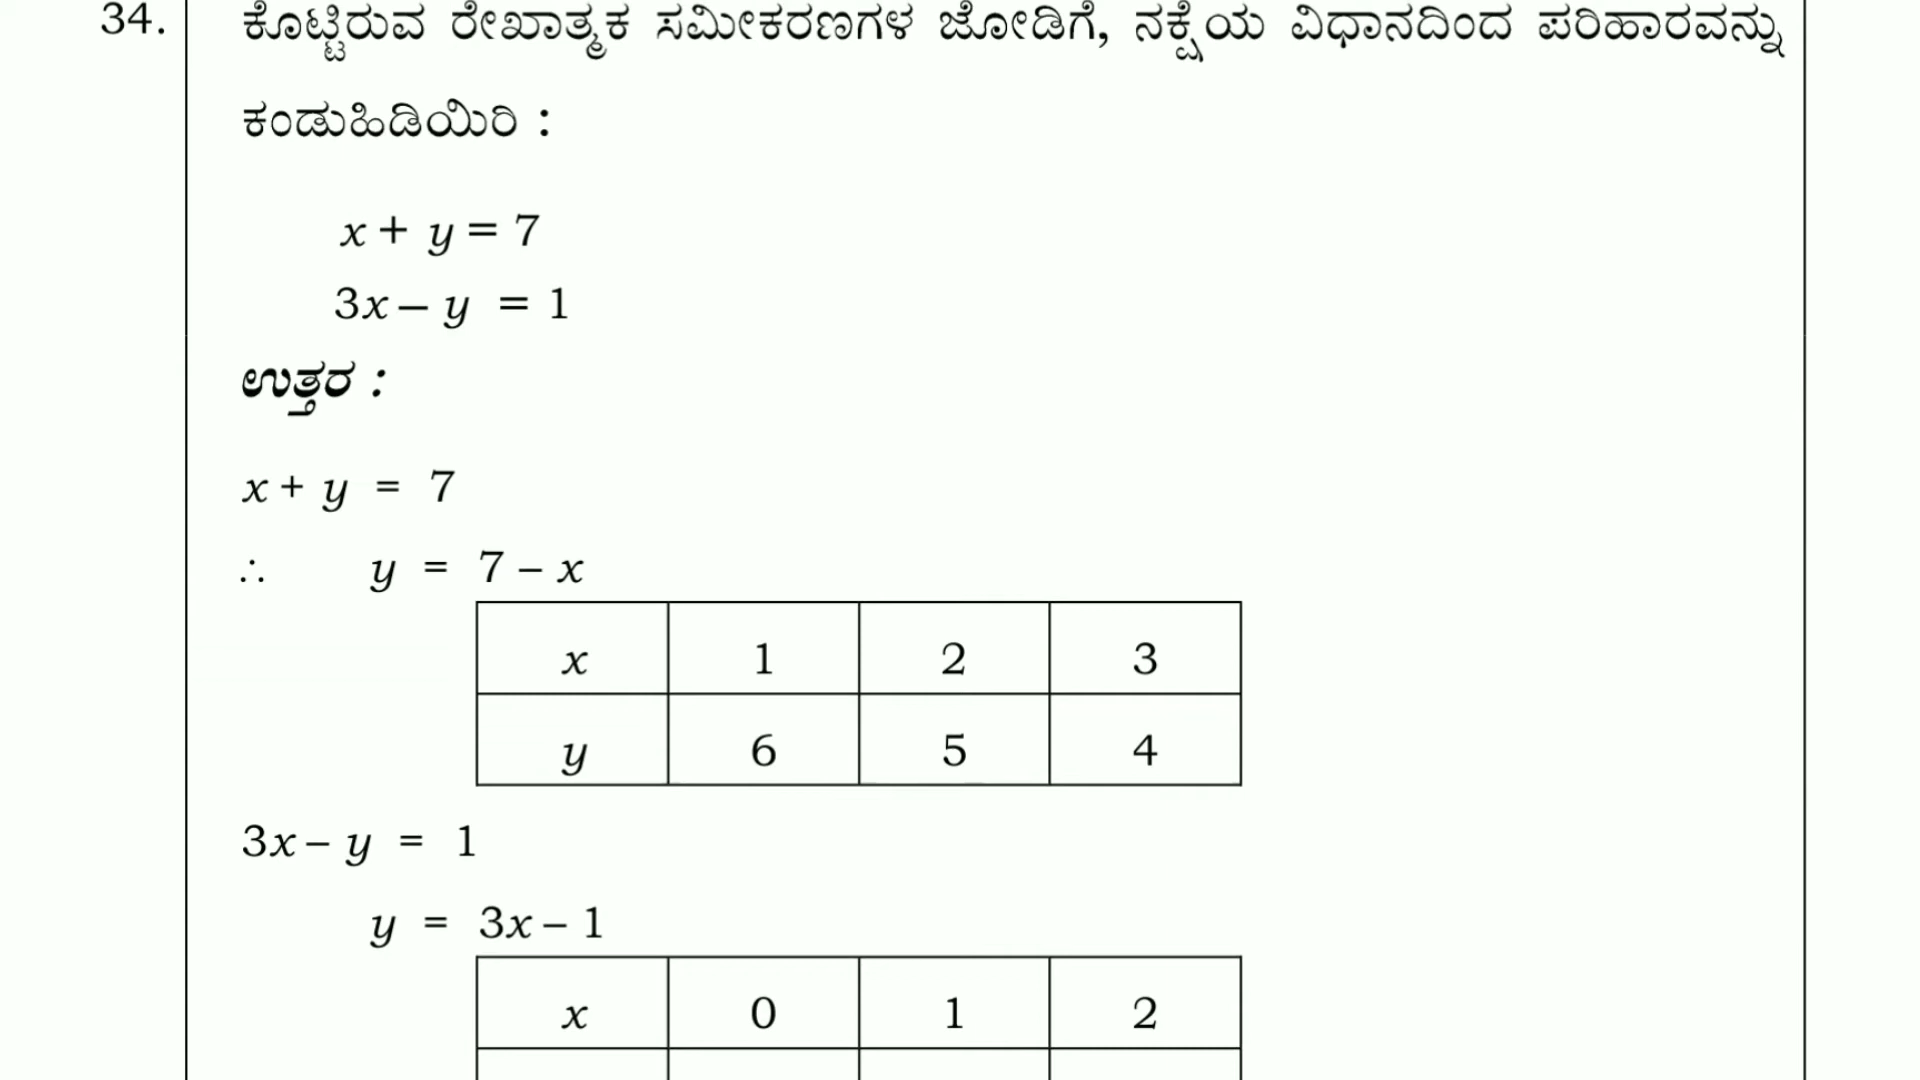 34. ಕೊಟ್ಟಿರುವ ರೇಖಾತ್ಮಕ ಸಮೀಕರಣಗಳ ಜೋಡಿಗೆ, ನಕ್ಷೆಯ ವಿಧಾನದಿಂದ ಪರಿಹಾರವನ್ನು
ಕಂಡುಹಿಡಿಯಿರಿ :
x + y = 7
3x – y = 1
ಉತ್ತರ :
x + y = 7
∴ y = 7 – x
x 1 2 3
y 6 5 4
3x – y = 1
y = 3x – 1
x 0 1 2